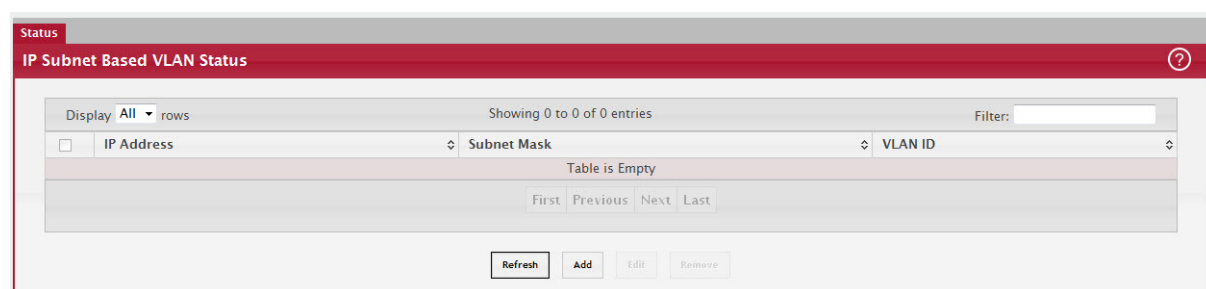 Status
IP Subnet Based VLAN Status
?
Display All rows Showing 0 to 0 of 0 entries Filter:
IP Address Subnet Mask VLAN ID
Table is Empty
First Previous Next Last
Refresh Add Edit Remove